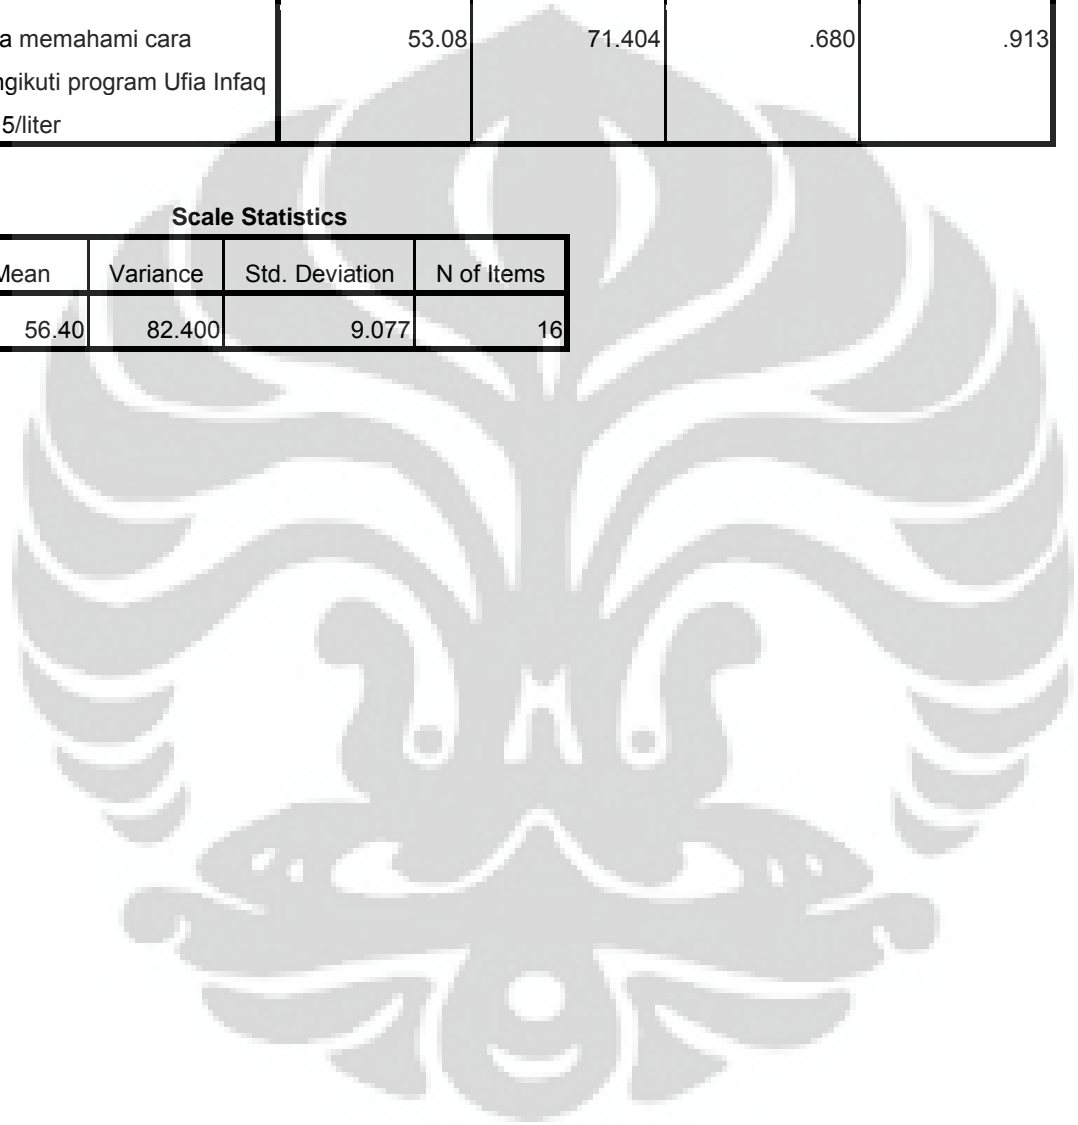 a memahami cara 53.08 71.404 .680 .913
ngikuti program Ufia Infaq
5/liter
Scale Statistics
Mean Variance Std. Deviation N of Items
56.40 82.400 9.077 16